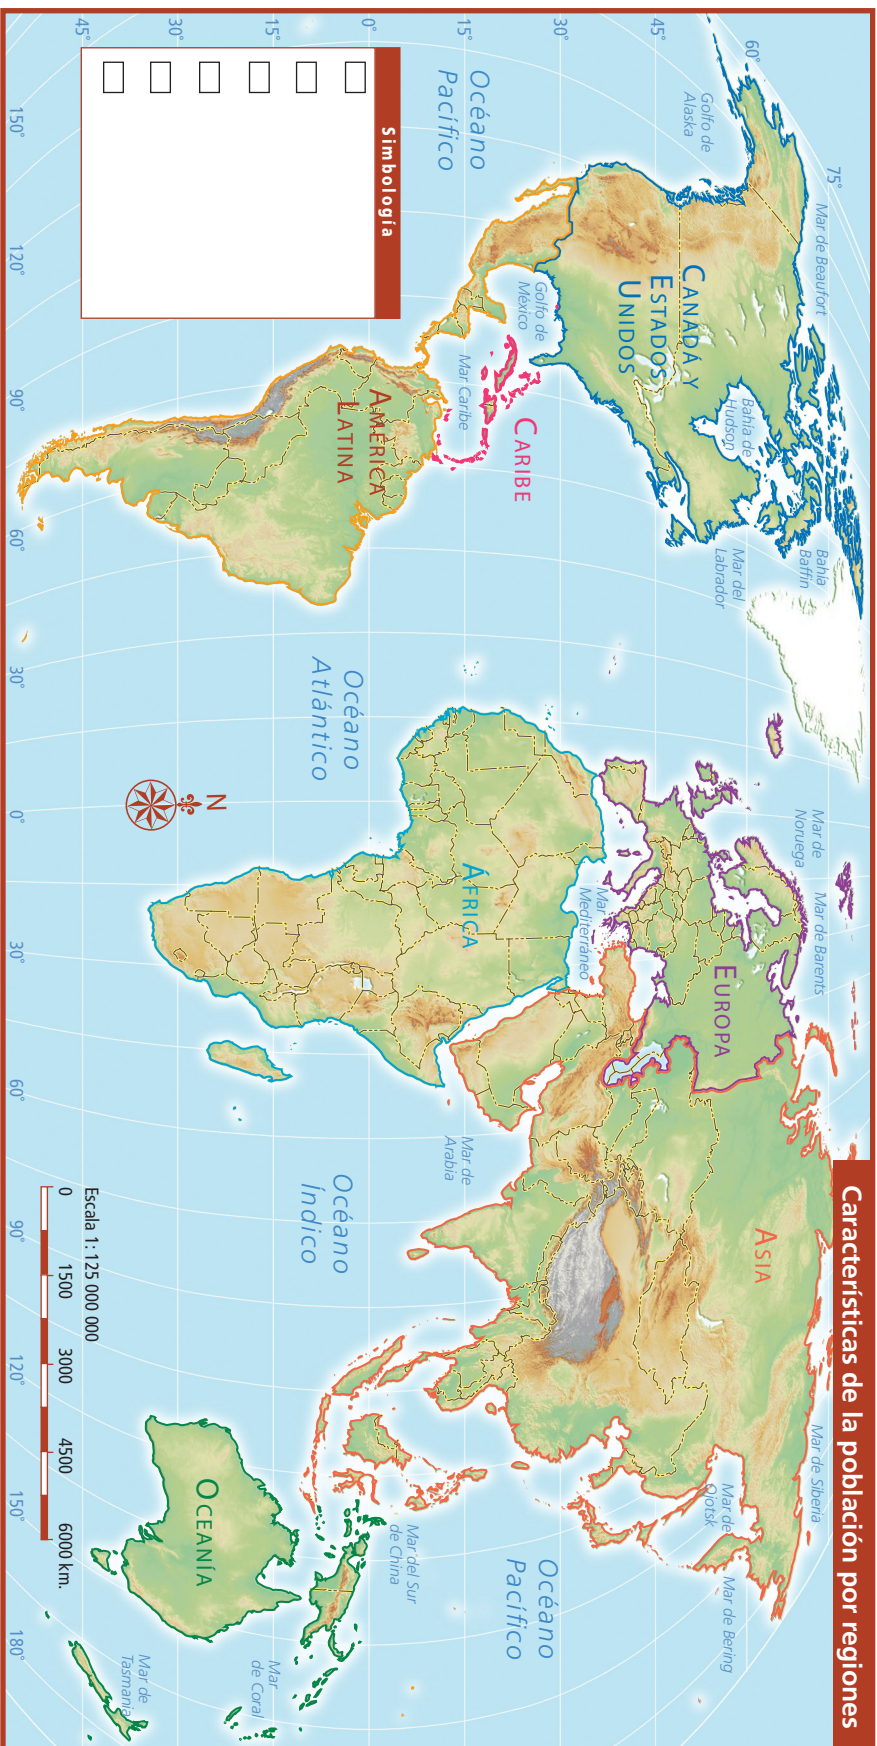 Características de la población por regiones
75°
Mar de Beaufort
60°
Golfo de
Alaska
Bahía
Baffin
Mar del
Labrador
Bahía de
Hudson
CANADÁ Y
ESTADOS
UNIDOS
Golfo de
México
CARIBE
Mar Caribe
AMÉRICA
LATINA
Océano
Pacífico
Océano
Atlántico
Mar de
Noruega
Mar de Barents
EUROPA
Mar
Mediterráneo
ÁFRICA
ASIA
Mar de Siberia
Mar de
Ojotsk
Mar de Bering
Mar de
Arabia
Océano
Índico
Océano
Pacífico
Mar del Sur
de China
OCEANÍA
Mar
de Coral
Mar de
Tasmania
45°
30°
15°
0°
15°
30°
45°
Simbología
N
Escala 1: 125 000 000
0 1500 3000 4500 6000 km.
150° 120° 90° 60° 30° 0° 30° 60° 90° 120° 150° 180°